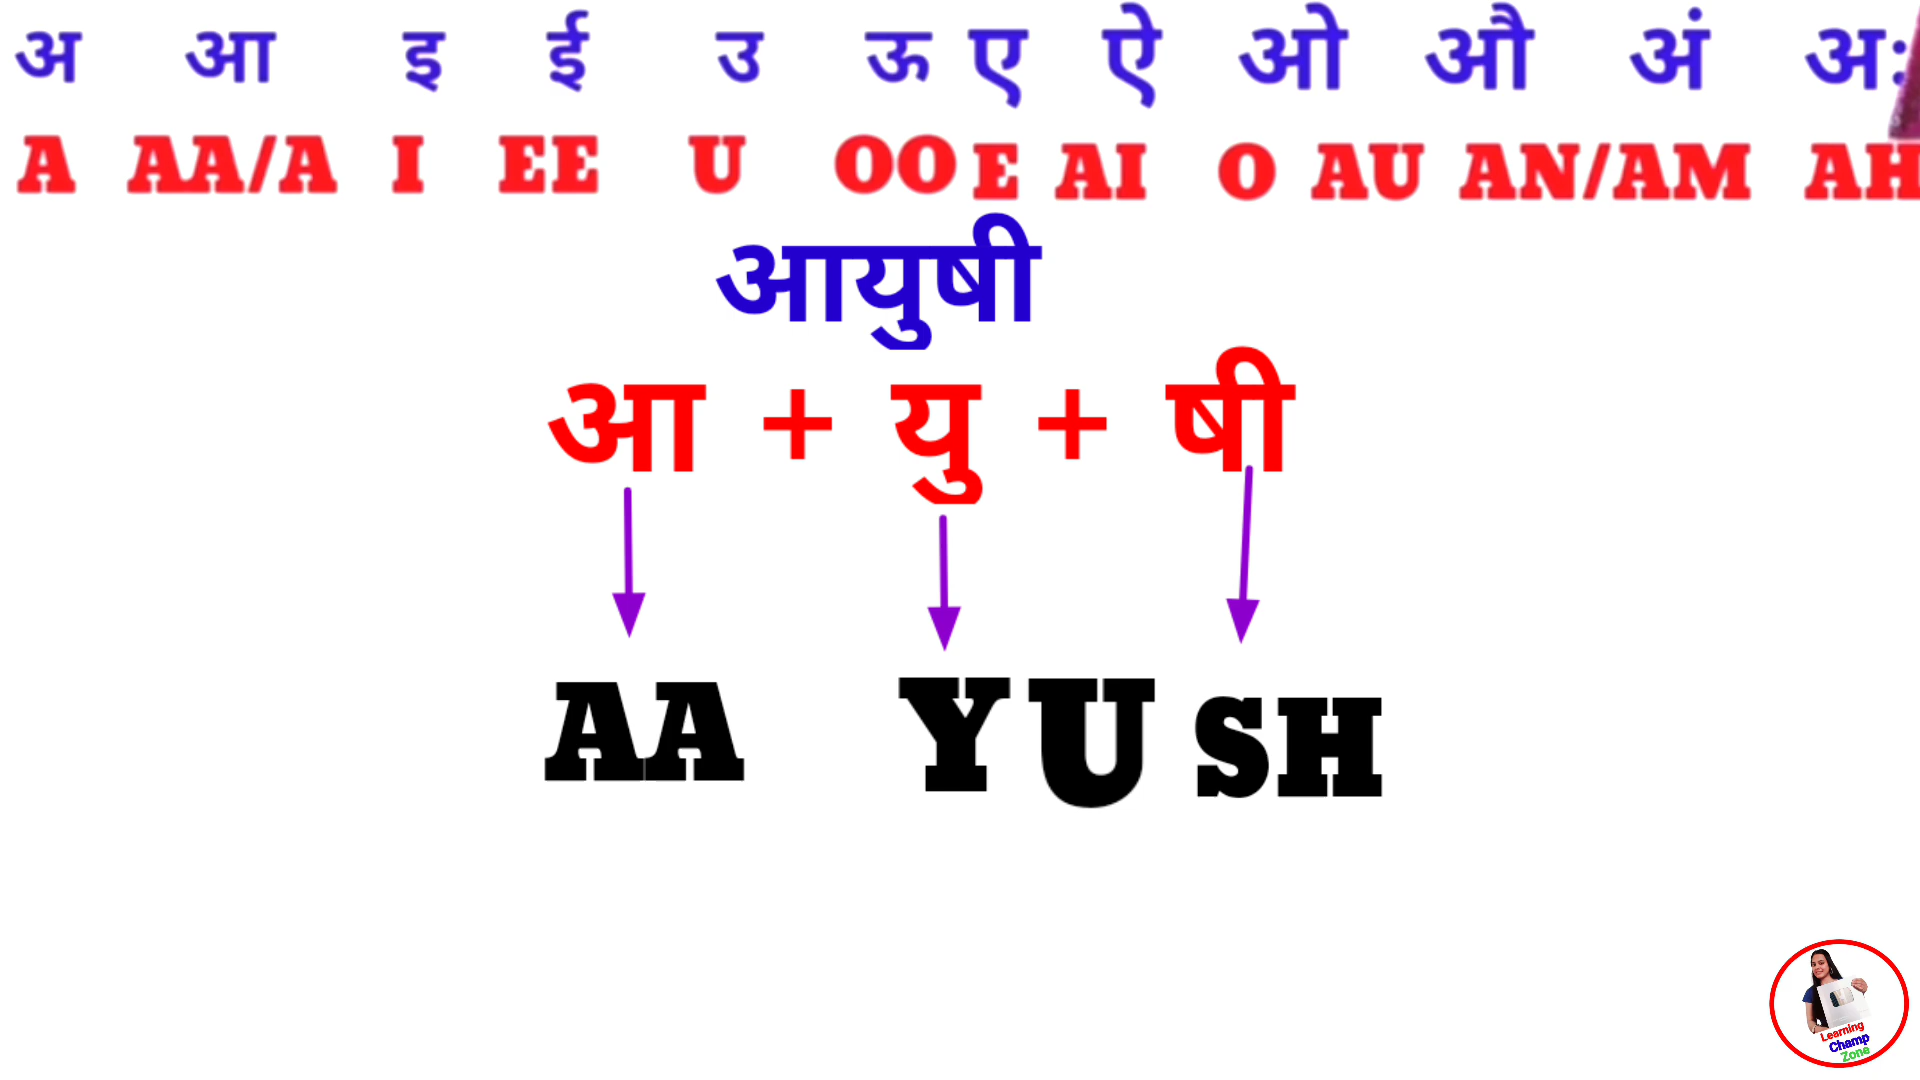 अ आ इ ई उ ऊ ए ऐ ओ औ अं अः
A AA/A I EE U OO E AI O AU AN/AM AH
आयुषी
आ + यु + षी
AA YU SH
Learning
Champ
Zone